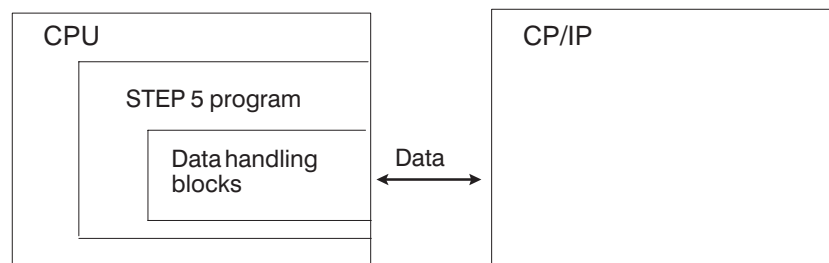 CPU
CP/IP
STEP 5 program
Data handling
blocks
Data